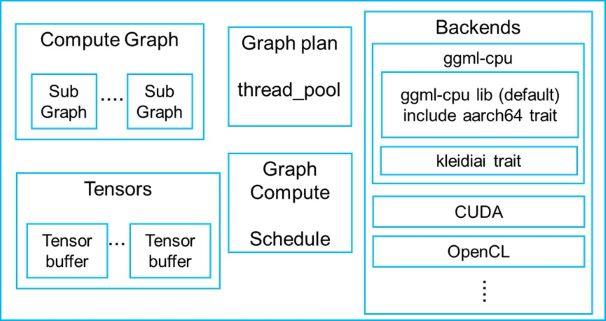 Compute Graph
Sub
Graph
....
Sub
Graph
Graph plan
thread_pool
Tensors
Tensor
buffer
...
Tensor
buffer
Graph
Compute
Schedule
Backends
ggml-cpu
ggml-cpu lib (default)
include aarch64 trait
kleidiai trait
CUDA
OpenCL